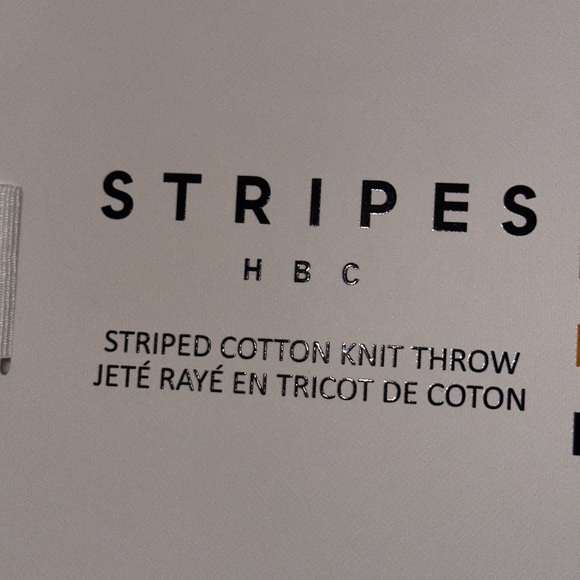 STRIPES
HBC
STRIPED COTTON KNIT THROW
JETÉ RAYÉ EN TRICOT DE COTON